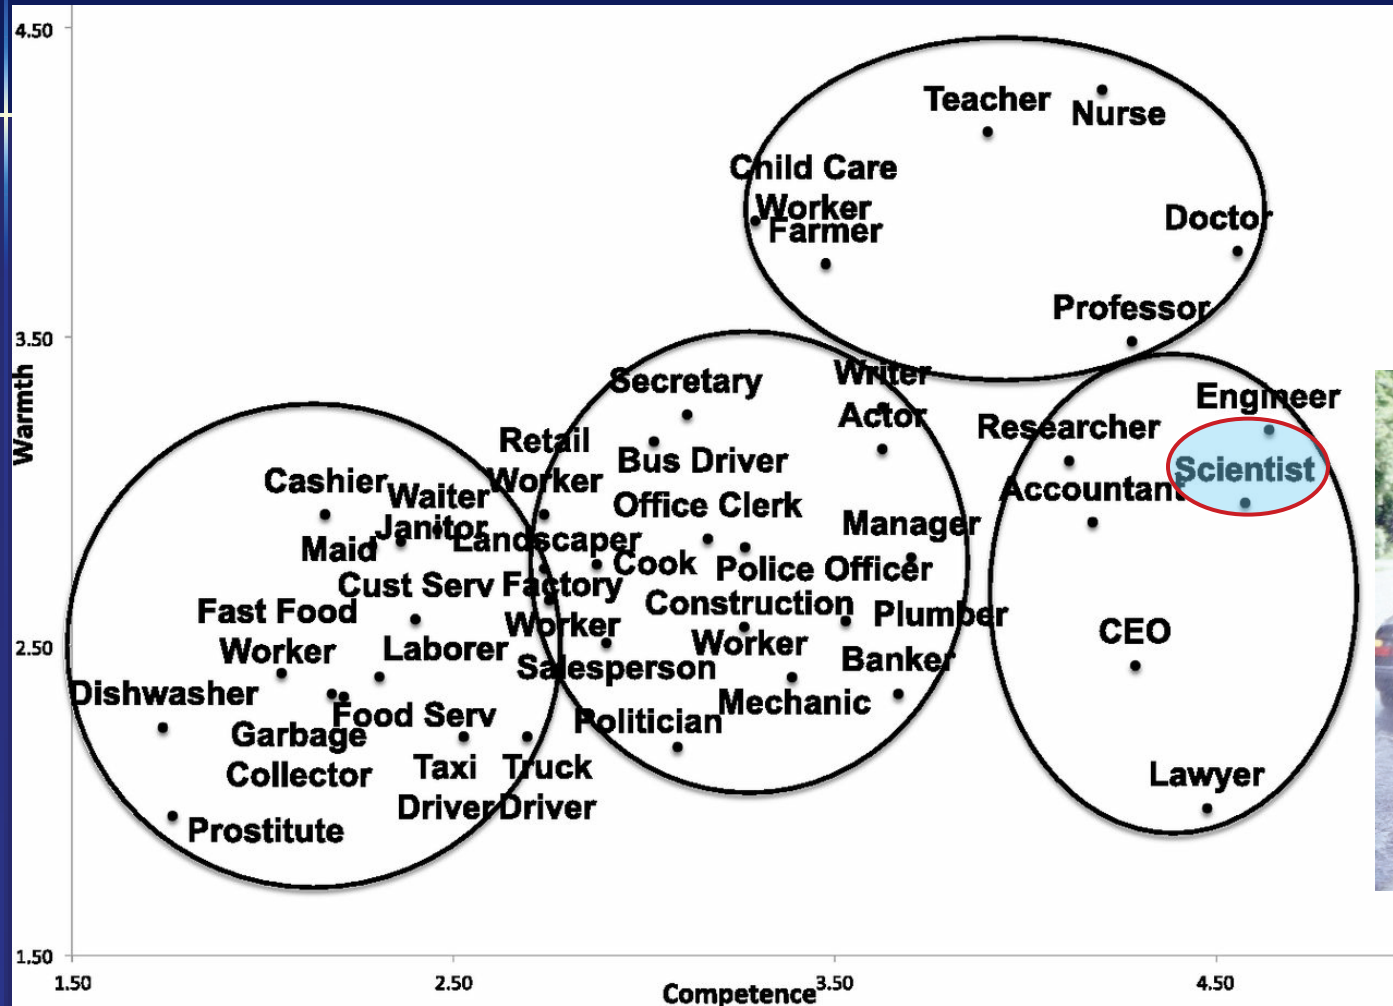 4.50
Teacher
Nurse
Child Care
Worker
Farmer
Doctor
Professor
3.50
Warmth
Secretary
Writer
Actor
Engineer
Researcher
Scientist
Accountant
Retail
Worker
Bus Driver
Office Clerk
Cashier
Waiter
Janitor
Landscaper
Manager
Maid
Cook
Police Officer
Cust Serv
Factory
Worker
Construction
Worker
Plumber
Fast Food
Worker
CEO
2.50
Laborer
Salesperson
Banker
Dishwasher
Food Serv
Mechanic
Garbage
Collector
Politician
Taxi
Driver
Truck
Driver
Lawyer
Prostitute
1.50
1.50
2.50
3.50
4.50
Competence